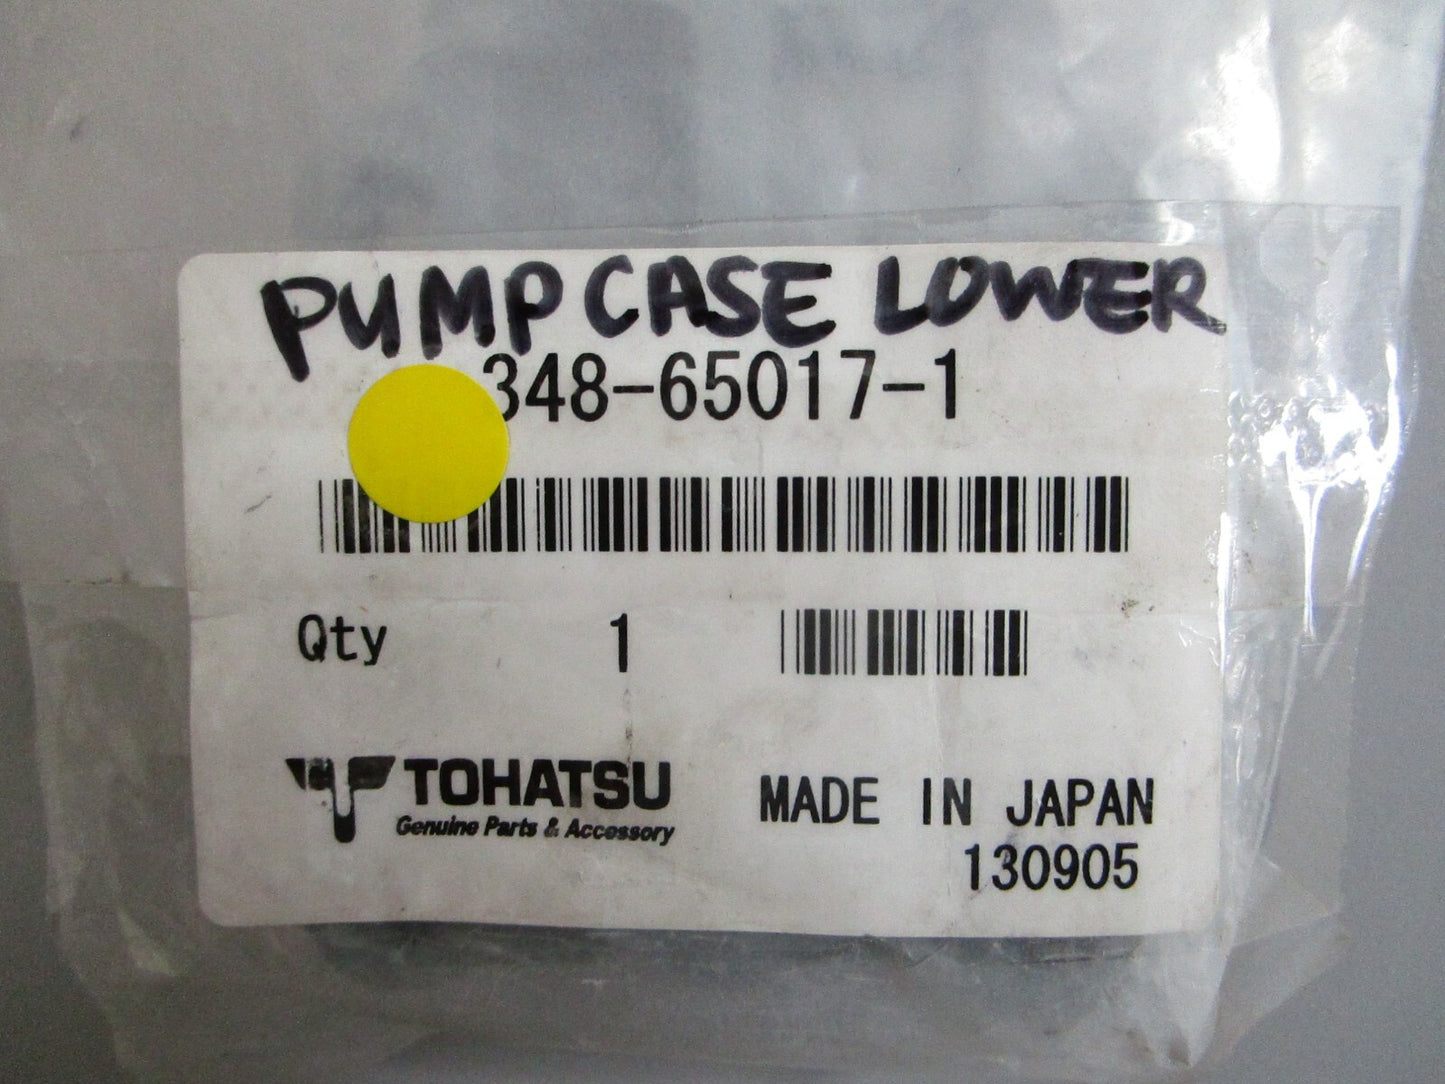 PUMP CASE LOWER
348-65017-1
Qty 1
TOHATSU
Genuine Parts & Accessory
MADE IN JAPAN
130905